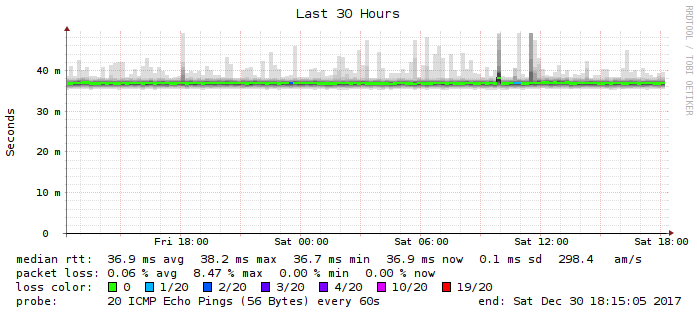 Last 30 Hours
RRDTOOL / TOBI OETIKER
Seconds
40 m
30 m
20 m
10 m
0
Fri 18:00 Sat 00:00 Sat 06:00 Sat 12:00 Sat 18:00
median rtt: 36.9 ms avg 38.2 ms max 36.7 ms min 36.9 ms now 0.1 ms sd 298.4 am/s
packet loss: 0.06 % avg 8.47 % max 0.00 % min 0.00 % now
loss color: 0 1/20 2/20 3/20 4/20 10/20 19/20
probe: 20 ICMP Echo Pings (56 Bytes) every 60s end: Sat Dec 30 18:15:05 2017